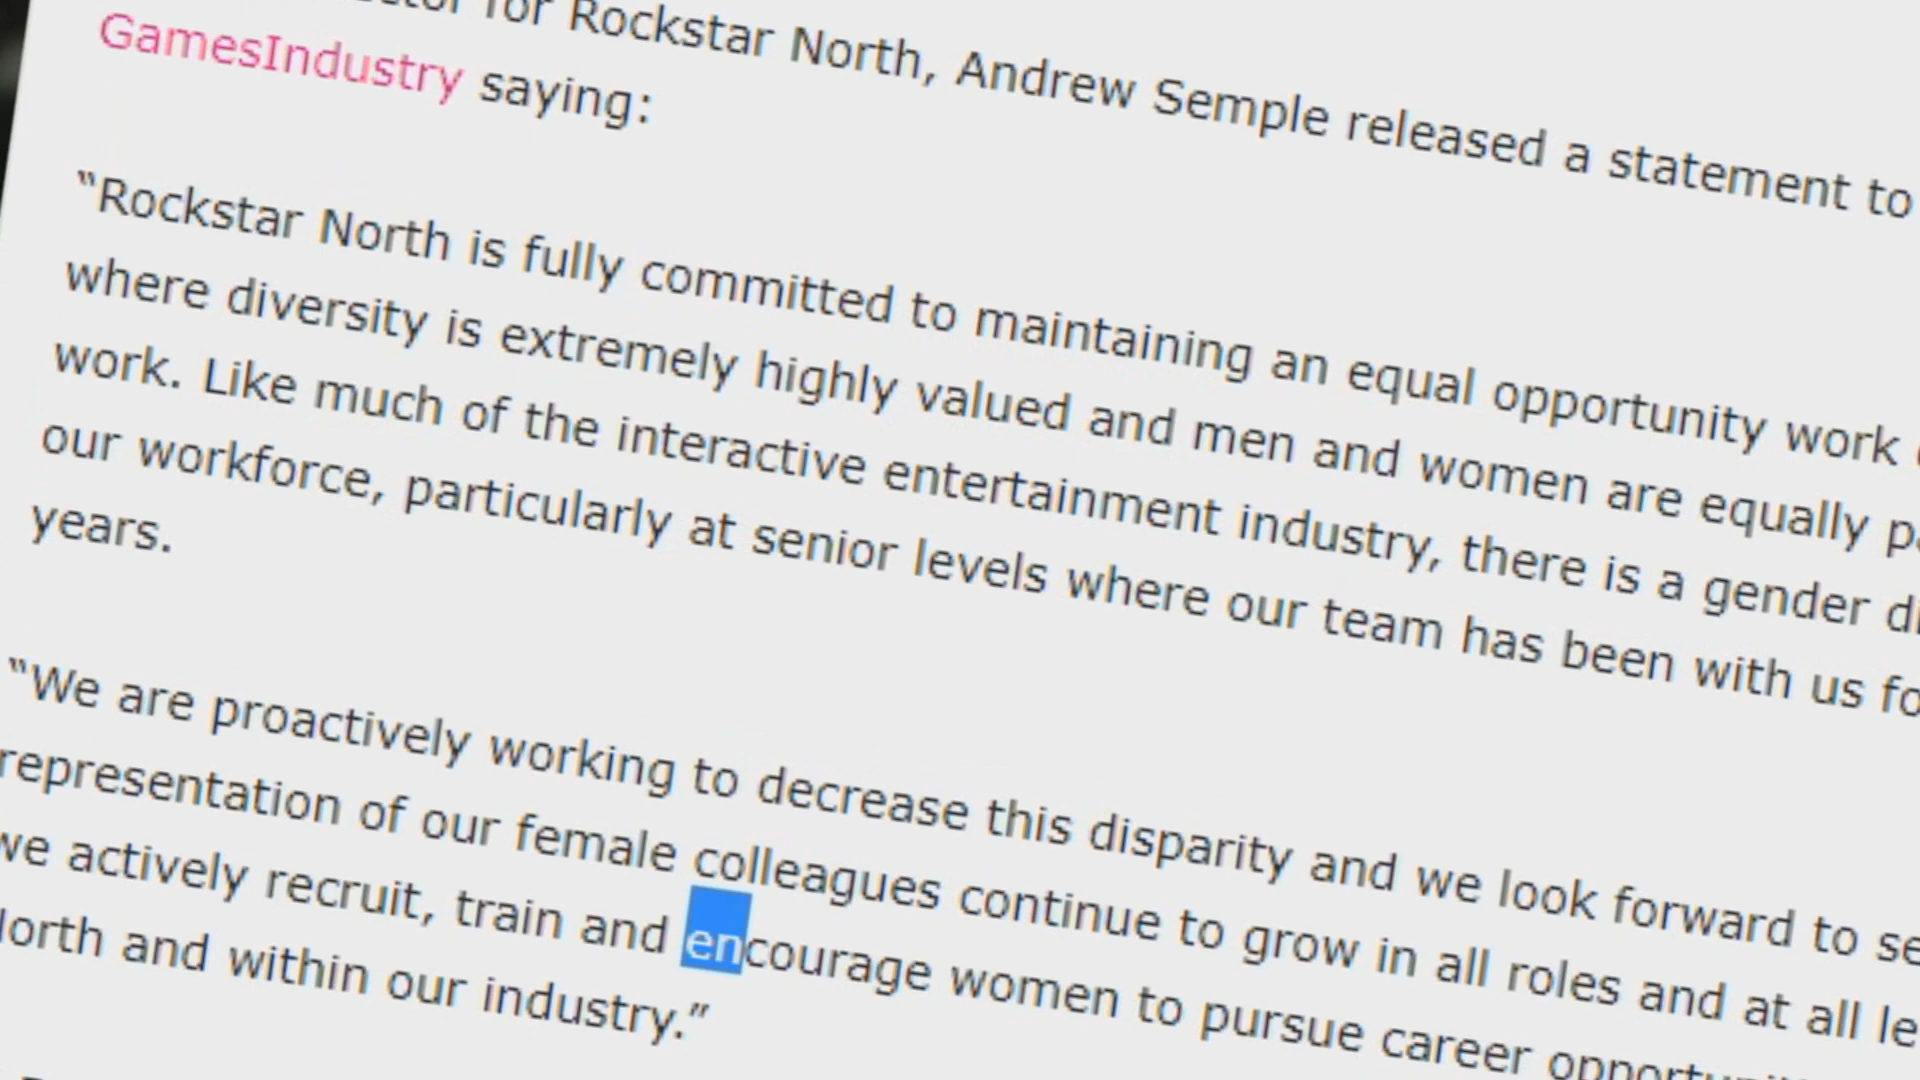 for Rockstar North, Andrew Semple released a statement to
GamesIndustry saying:
“Rockstar North is fully committed to maintaining an equal opportunity work
where diversity is extremely highly valued and men and women are equally
work. Like much of the interactive entertainment industry, there is a gender
our workforce, particularly at senior levels where our team has been with us
years.
“We are proactively working to decrease this disparity and we look forward to
representation of our female colleagues continue to grow in all roles and at all
we actively recruit, train and encourage women to pursue career
North and within our industry.”